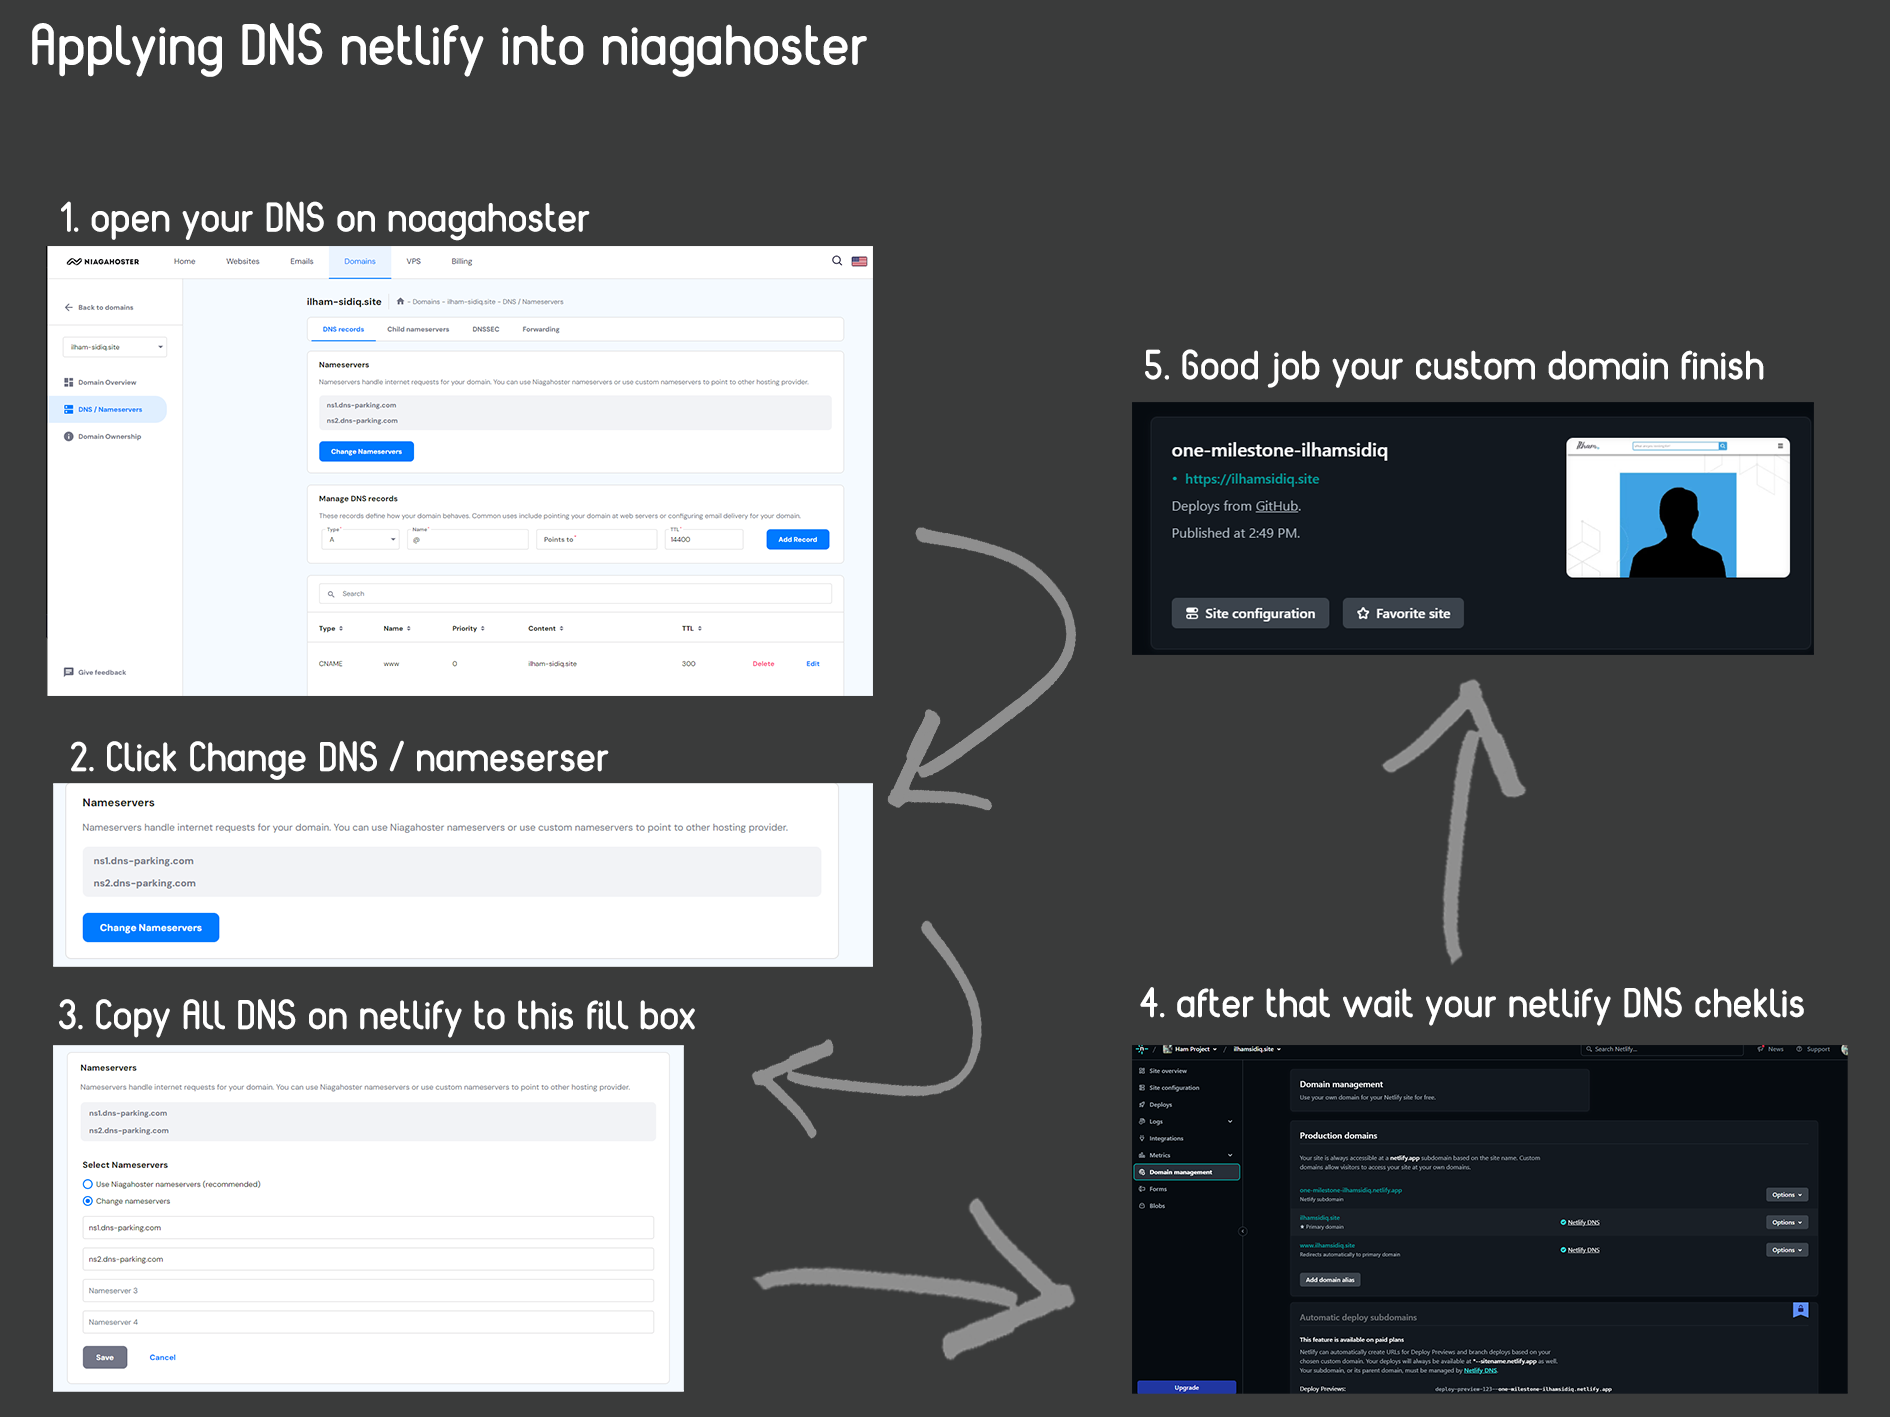 Applying DNS netlify into niagahoster
1. open your DNS on noagahoster
NIAGAHOSTER Home Websites Emails Domains VPS Billing
Back to domains
ilham-sidiq.site
Domain Overview
DNS / Nameservers
Domain Ownership
Give feedback
ilham-sidiq.site - Domains - ilham-sidiq.site - DNS / Nameservers
DNS records Child nameservers DNSSEC Forwarding
Nameservers
Nameservers handle internet requests for your domain. You can use Niagahoster nameservers or use custom nameservers to point to other hosting provider.
ns1.dns-parking.com
ns2.dns-parking.com
Change Nameservers
Manage DNS records
These records define how your domain behaves. Common uses include pointing your domain at web servers or configuring email delivery for your domain.
Type* Name* TTL*
A @ Points to* 14400 Add Record
Search
Type Name Priority Content TTL
CNAME www 0 ilham-sidiq.site 300 Delete Edit
2. Click Change DNS / nameserser
Nameservers
Nameservers handle internet requests for your domain. You can use Niagahoster nameservers or use custom nameservers to point to other hosting provider.
ns1.dns-parking.com
ns2.dns-parking.com
Change Nameservers
3. Copy All DNS on netlify to this fill box
Nameservers
Nameservers handle internet requests for your domain. You can use Niagahoster nameservers or use custom nameservers to point to other hosting provider.
ns1.dns-parking.com
ns2.dns-parking.com
Select Nameservers
Use Niagahoster nameservers (recommended)
Change nameservers
ns1.dns-parking.com
ns2.dns-parking.com
Nameserver 3
Nameserver 4
Save Cancel
4. after that wait your netlify DNS cheklis
/ Ham Project / ilhamsidiq.site Search Netlify... News Support
Site overview
Site configuration
Deploys
Logs
Integrations
Metrics
Domain management
Forms
Blobs
Upgrade
Domain management
Use your own domain for your Netlify site for free.
Production domains
Your site is always accessible at a netlify.app subdomain based on the site name. Custom
domains allow visitors to access your site at your own domains.
one-milestone-ilhamsidiq.netlify.app
Netlify subdomain
Options
ilhamsidiq.site
Primary domain
Netlify DNS
Options
www.ilhamsidiq.site
Redirects automatically to primary domain
Netlify DNS
Options
Add domain alias
Automatic deploy subdomains
This feature is available on paid plans
Netlify can automatically create URLs for Deploy Previews and branch deploys based on your
chosen custom domain. Your deploys will always be available at *--sitename.netlify.app as well.
Your subdomain, or its parent domain, must be managed by Netlify DNS.
Deploy Previews: deploy-preview-123--one-milestone-ilhamsidiq.netlify.app
5. Good job your custom domain finish
one-milestone-ilhamsidiq
https://ilhamsidiq.site
Deploys from GitHub.
Published at 2:49 PM.
Site configuration Favorite site